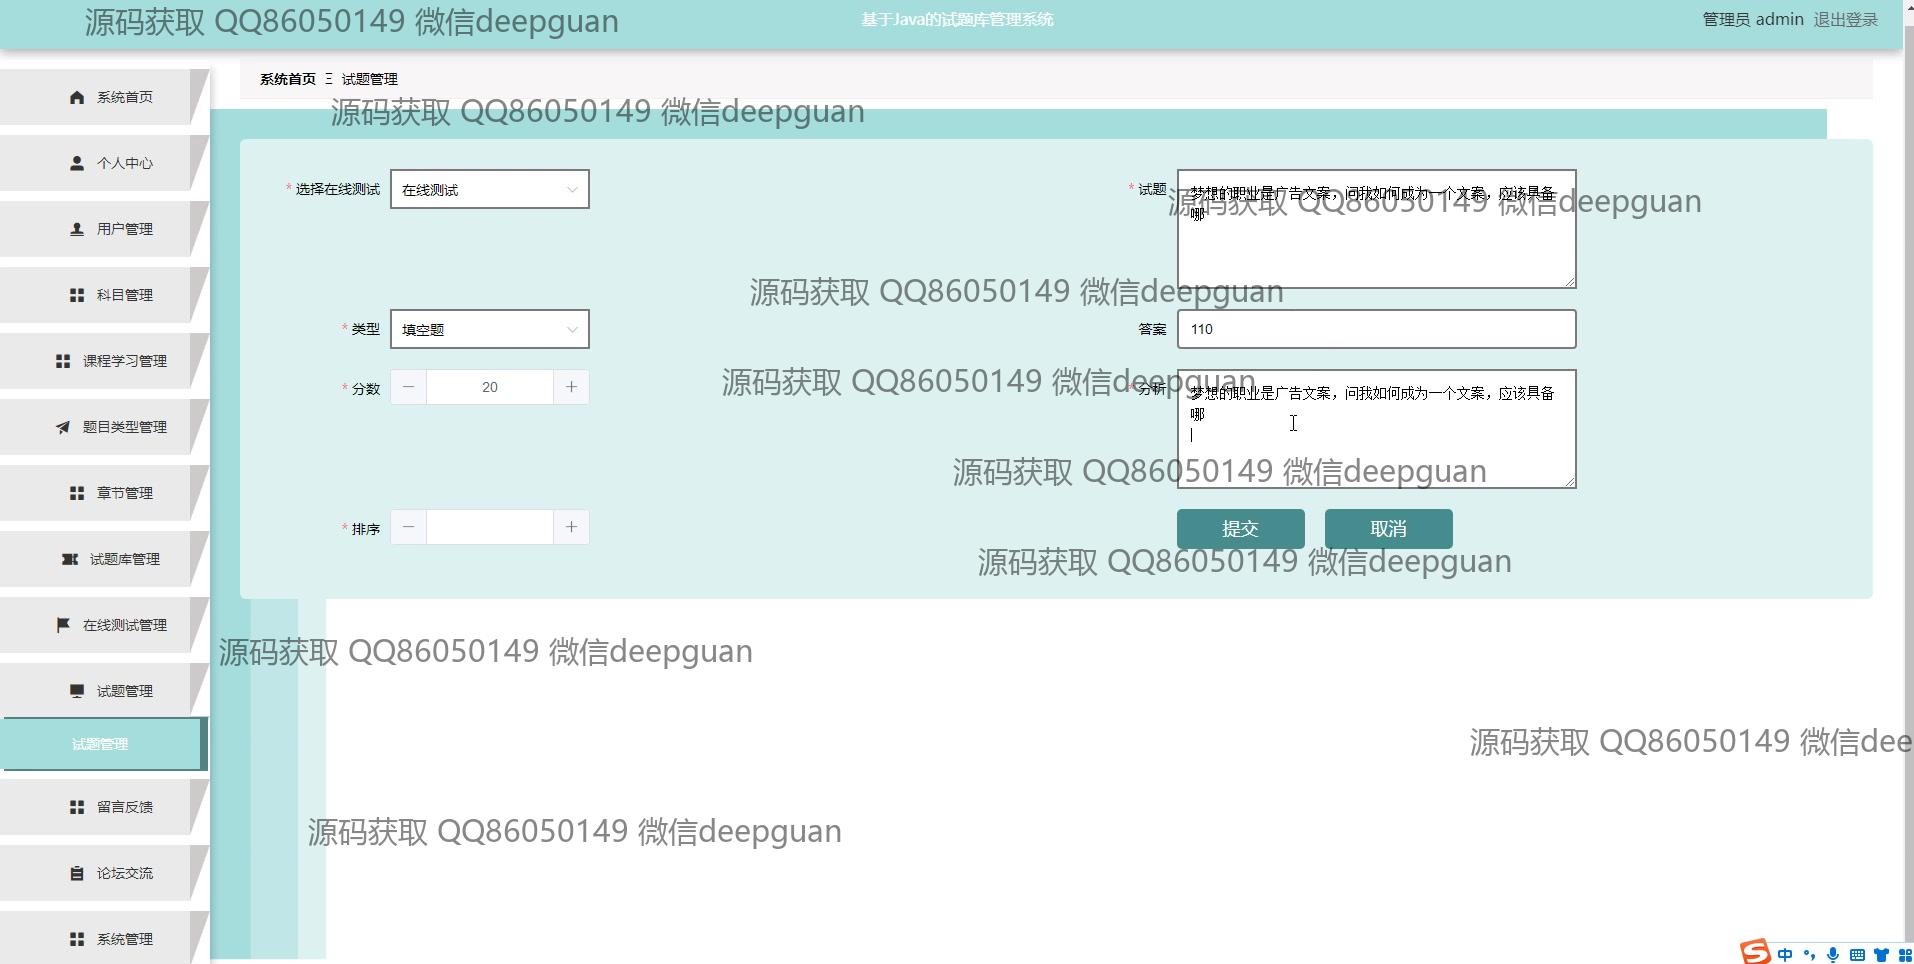 源码获取 QQ86050149 微信deepguan
基于Java的试题库管理系统
管理员 admin 退出登录
系统首页 Ξ 试题管理
源码获取 QQ86050149 微信deepguan
系统首页
个人中心
用户管理
科目管理
课程学习管理
题目类型管理
章节管理
试题库管理
在线测试管理
试题管理
试题管理
留言反馈
论坛交流
系统管理
* 选择在线测试 在线测试
* 试题
梦想的职业是广告文案，问我如何成为一个文案，应该具备
哪
源码获取 QQ86050149 微信deepguan
源码获取 QQ86050149 微信deepguan
* 类型 填空题
答案 110
* 分数 20
源码获取 QQ86050149 微信deepguan
* 分析
梦想的职业是广告文案，问我如何成为一个文案，应该具备
哪
源码获取 QQ86050149 微信deepguan
* 排序
提交 取消
源码获取 QQ86050149 微信deepguan
源码获取 QQ86050149 微信deepguan
源码获取 QQ86050149 微信dee
源码获取 QQ86050149 微信deepguan
中